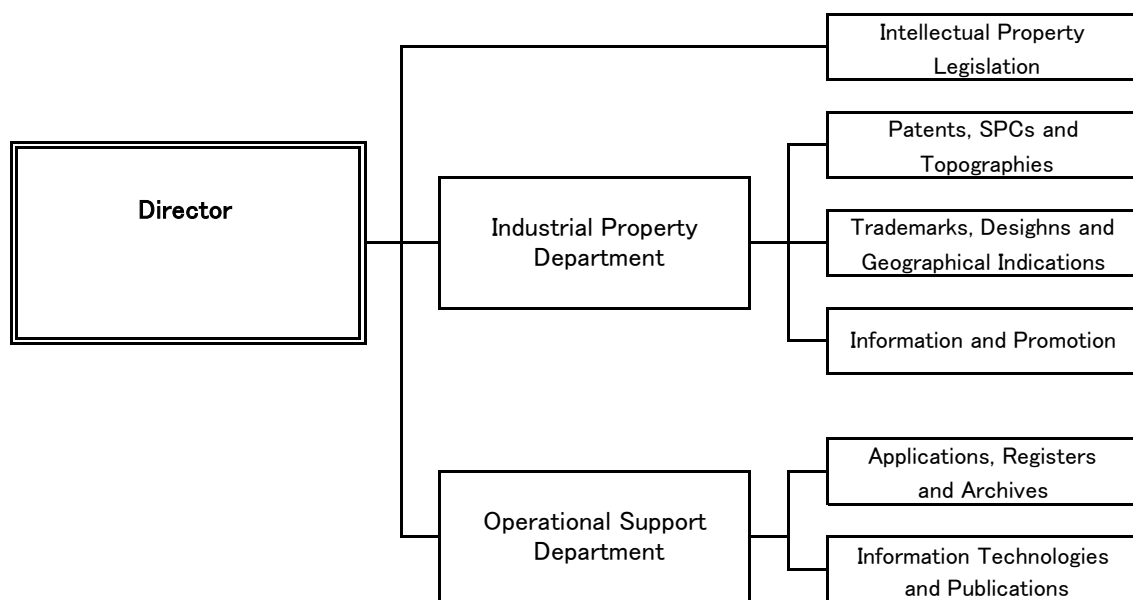 Intellectual Property
Legislation
Patents, SPCs and
Topographies
Director
Industrial Property
Department
Trademarks, Desighns and
Geographical Indications
Information and Promotion
Applications, Registers
and Archives
Operational Support
Department
Information Technologies
and Publications